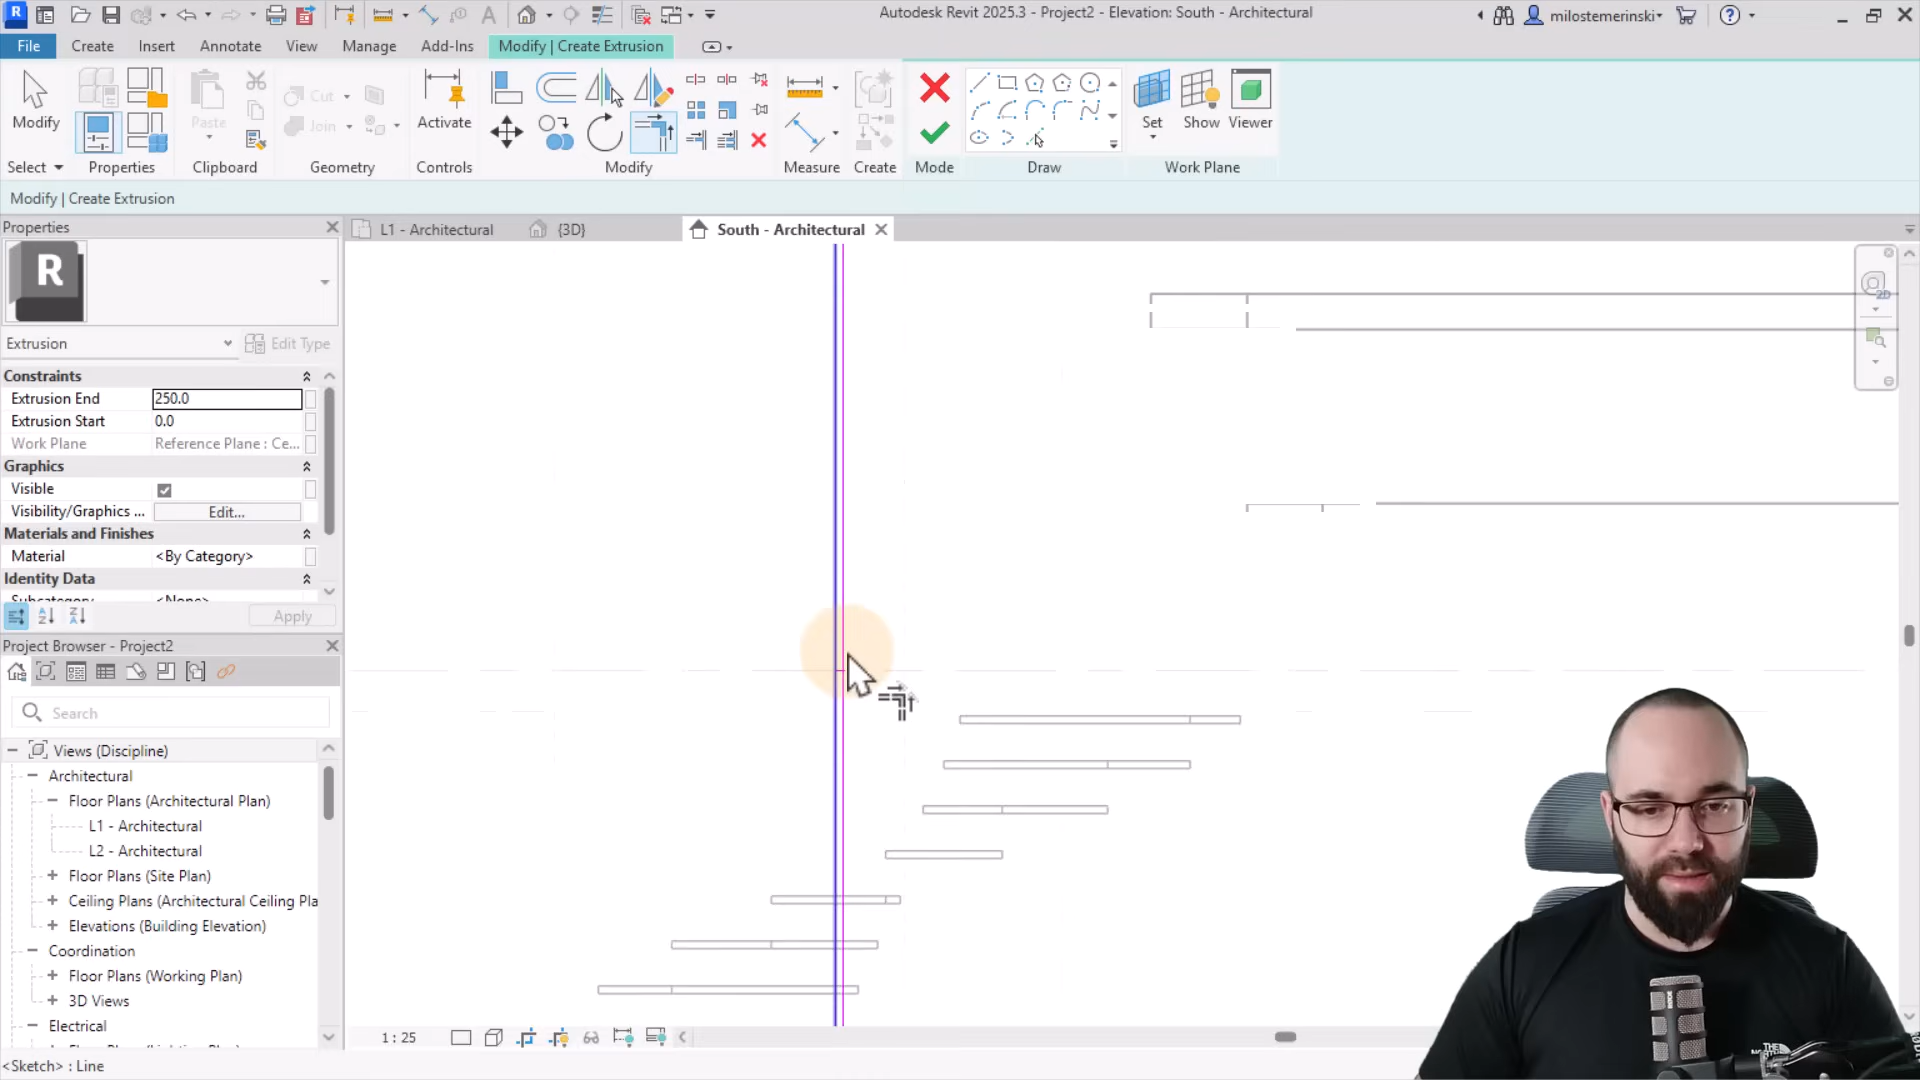 Autodesk Revit 2025.3 - Project2 - Elevation: South - Architectural
milostemerinski
File
Create
Insert
Annotate
View
Manage
Add-Ins
Modify | Create Extrusion
Modify
Paste
Cut
Join
Activate
Create
Set
Show
Viewer
Select
Properties
Clipboard
Geometry
Controls
Modify
Measure
Create
Mode
Draw
Work Plane
Modify | Create Extrusion
Properties
L1 - Architectural
{3D}
South - Architectural
R
Extrusion
Edit Type
Constraints
Extrusion End 250.0
Extrusion Start 0.0
Work Plane Reference Plane : Ce...
Graphics
Visible
Visibility/Graphics ... Edit...
Materials and Finishes
Material <By Category>
Identity Data
Apply
Project Browser - Project2
Search
Views (Discipline)
Architectural
Floor Plans (Architectural Plan)
L1 - Architectural
L2 - Architectural
Floor Plans (Site Plan)
Ceiling Plans (Architectural Ceiling Pla
Elevations (Building Elevation)
Coordination
Floor Plans (Working Plan)
3D Views
Electrical
1 : 25
<Sketch> : Line
2D
THE
NORTH